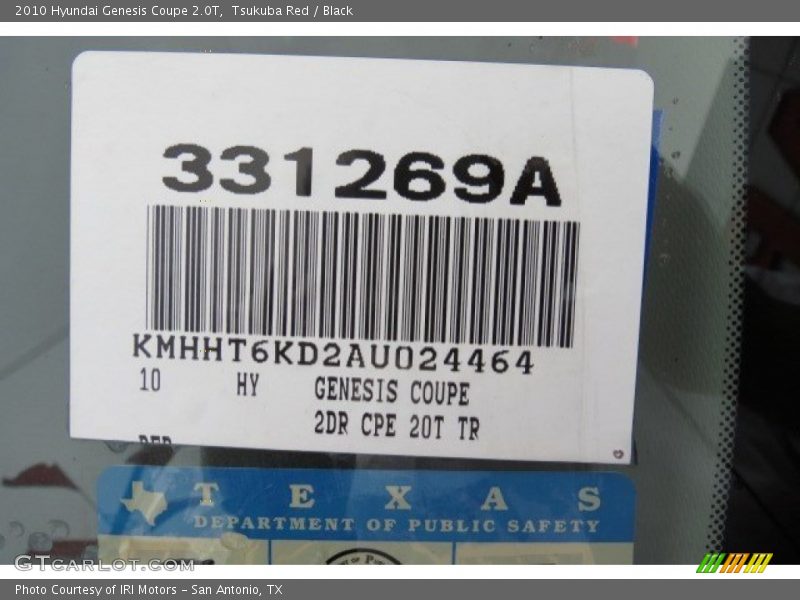 2010 Hyundai Genesis Coupe 2.0T,  Tsukuba Red / Black
331269A
KMHHT6KD2AU024464
10 HY GENESIS COUPE
2DR CPE 20T TR
RED
TEXAS
DEPARTMENT OF PUBLIC SAFETY
GTCARLOT.COM
Photo Courtesy of IRI Motors - San Antonio, TX